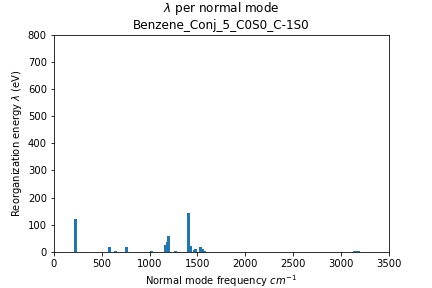 λ per normal mode
Benzene_Conj_5_C0S0_C-1S0
800
700
600
500
400
300
200
100
0
Reorganization energy λ (eV)
0 500 1000 1500 2000 2500 3000 3500
Normal mode frequency cm⁻¹